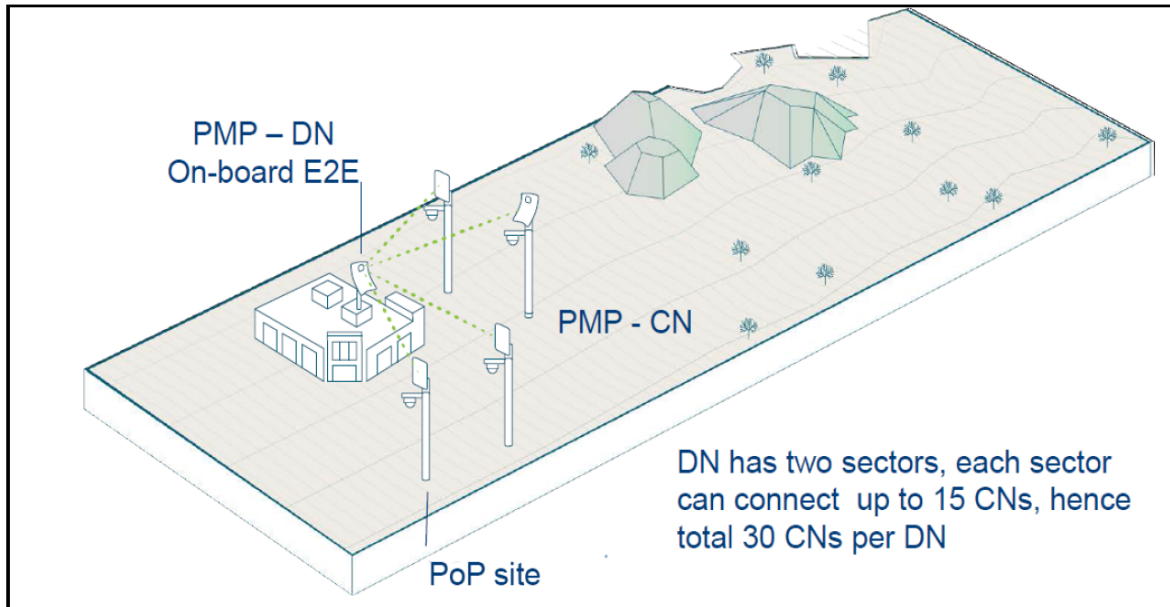 PMP – DN
On-board E2E
PMP - CN
DN has two sectors, each sector
can connect up to 15 CNs, hence
total 30 CNs per DN
PoP site